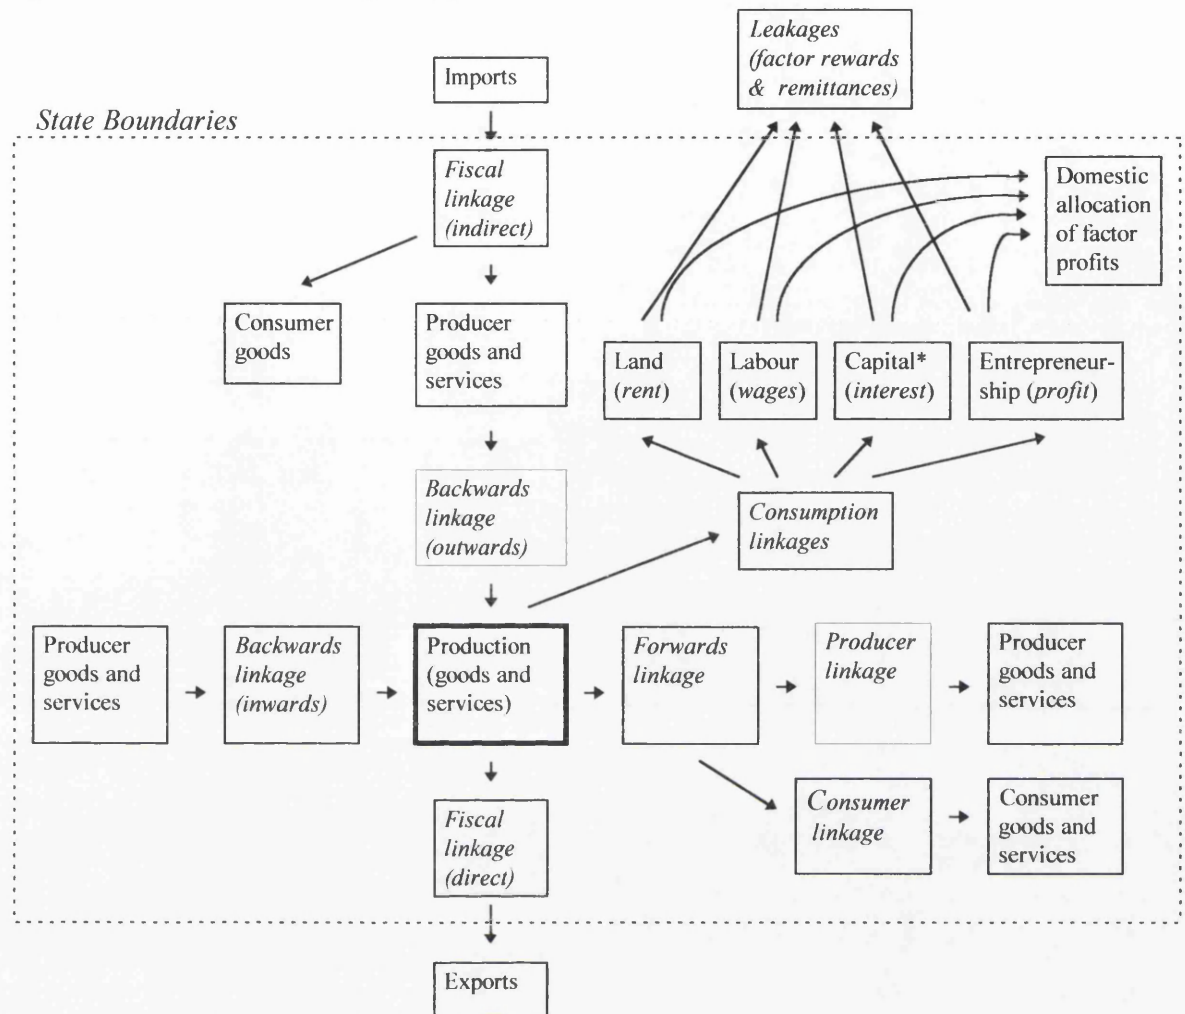 Leakages
(factor rewards
& remittances)
Imports
State Boundaries
Fiscal
linkage
(indirect)
Domestic
allocation
of factor
profits
Consumer
goods
Producer
goods and
services
Land
(rent)
Labour
(wages)
Capital*
(interest)
Entrepreneur-
ship (profit)
Backwards
linkage
(outwards)
Consumption
linkages
Producer
goods and
services
Backwards
linkage
(inwards)
Production
(goods and
services)
Forwards
linkage
Producer
linkage
Producer
goods and
services
Fiscal
linkage
(direct)
Consumer
linkage
Consumer
goods and
services
Exports